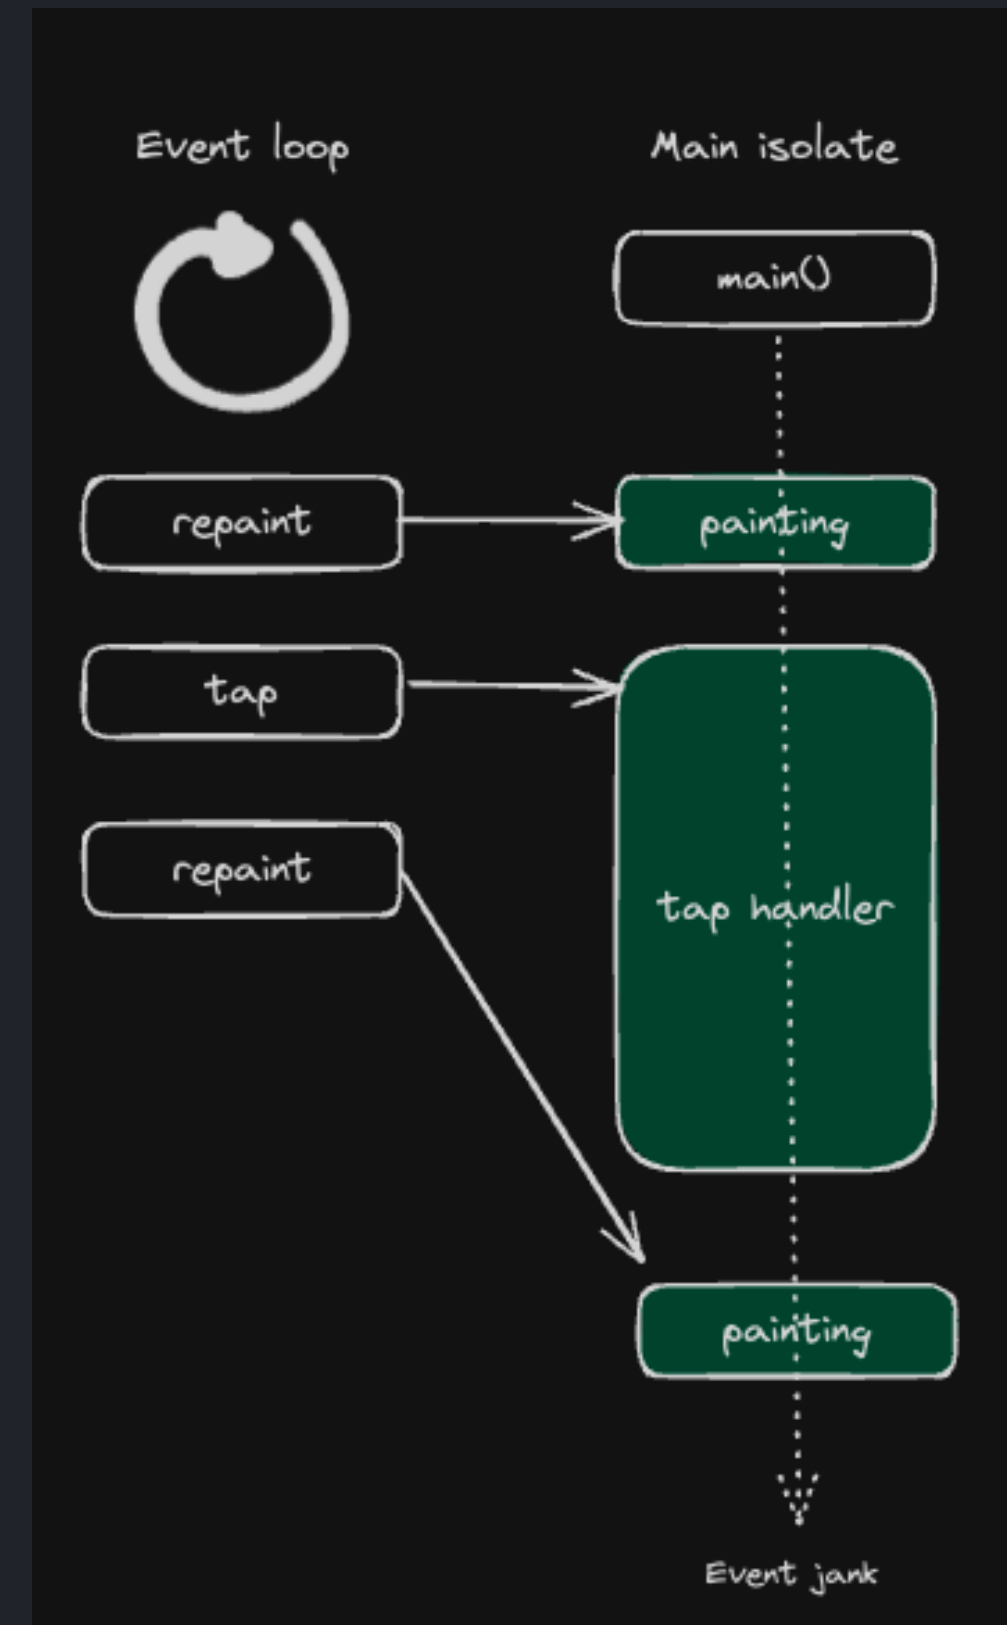 Event loop
Main isolate
main()
repaint
painting
tap
repaint
tap handler
painting
Event jank